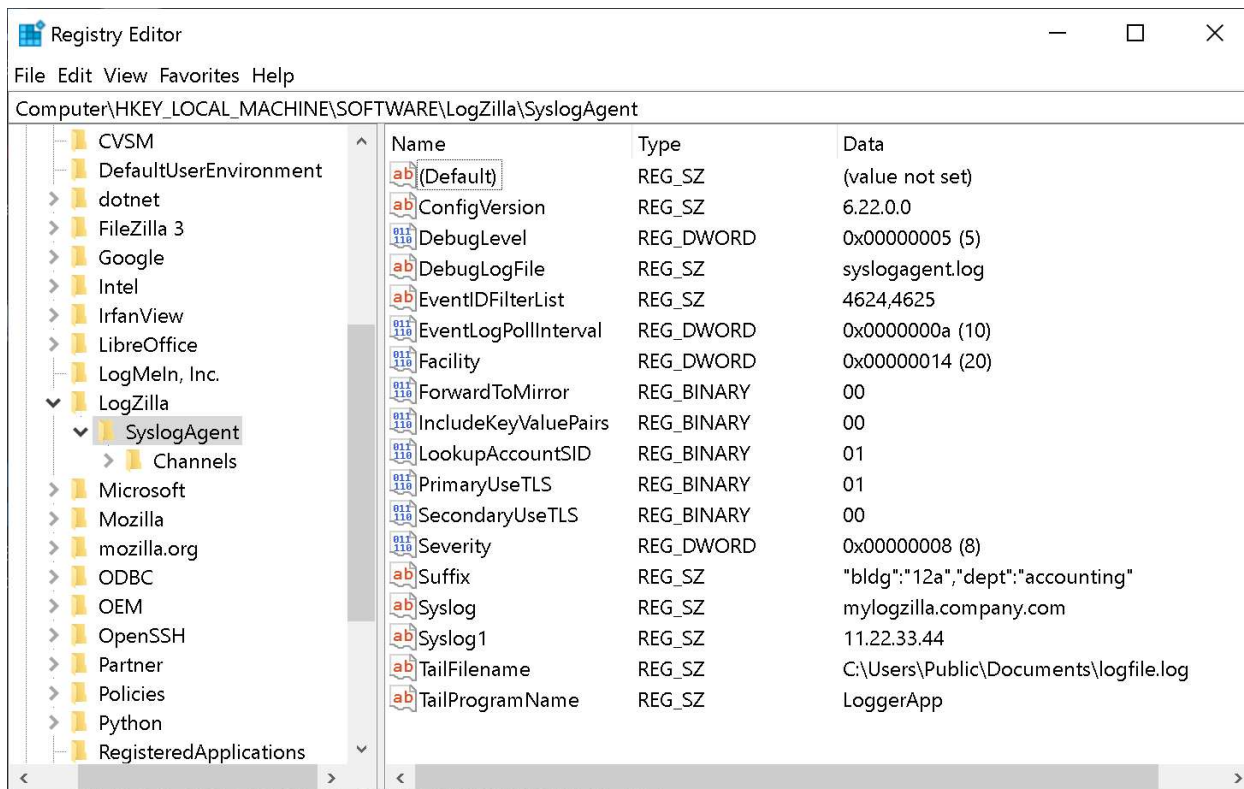 Registry Editor
File Edit View Favorites Help
Computer\HKEY_LOCAL_MACHINE\SOFTWARE\LogZilla\SyslogAgent
CVSM
DefaultUserEnvironment
dotnet
FileZilla 3
Google
Intel
IrfanView
LibreOffice
LogMeIn, Inc.
LogZilla
SyslogAgent
Channels
Microsoft
Mozilla
mozilla.org
ODBC
OEM
OpenSSH
Partner
Policies
Python
RegisteredApplications
Name Type Data
(Default) REG_SZ (value not set)
ConfigVersion REG_SZ 6.22.0.0
DebugLevel REG_DWORD 0x00000005 (5)
DebugLogFile REG_SZ syslogagent.log
EventIDFilterList REG_SZ 4624,4625
EventLogPollInterval REG_DWORD 0x0000000a (10)
Facility REG_DWORD 0x00000014 (20)
ForwardToMirror REG_BINARY 00
IncludeKeyValuePairs REG_BINARY 00
LookupAccountSID REG_BINARY 01
PrimaryUseTLS REG_BINARY 01
SecondaryUseTLS REG_BINARY 00
Severity REG_DWORD 0x00000008 (8)
Suffix REG_SZ "bldg":"12a","dept":"accounting"
Syslog REG_SZ mylogzilla.company.com
Syslog1 REG_SZ 11.22.33.44
TailFilename REG_SZ C:\Users\Public\Documents\logfile.log
TailProgramName REG_SZ LoggerApp